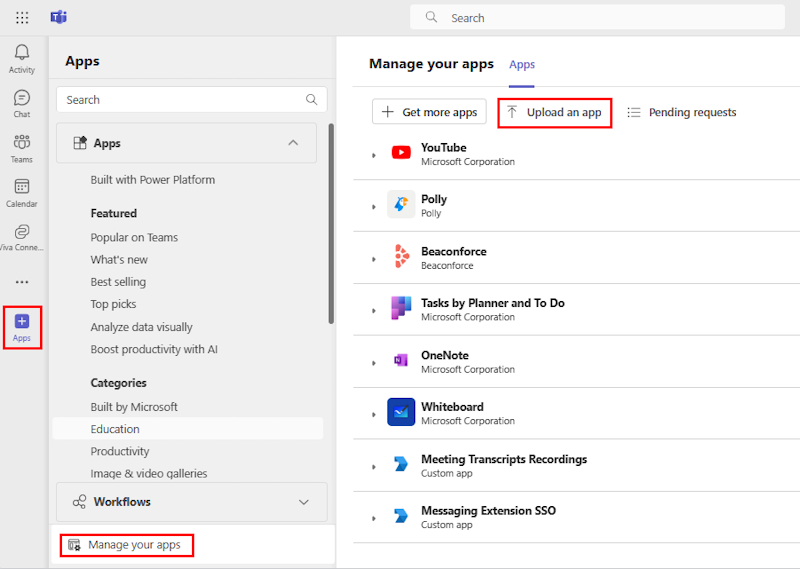 Search
Activity
Chat
Teams
Calendar
Viva Conne...
Apps
Apps
Search
Apps
Built with Power Platform
Featured
Popular on Teams
What's new
Best selling
Top picks
Analyze data visually
Boost productivity with AI
Categories
Built by Microsoft
Education
Productivity
Image & video galleries
Workflows
Manage your apps
Manage your apps
Apps
Get more apps
Upload an app
Pending requests
YouTube
Microsoft Corporation
Polly
Polly
Beaconforce
Beaconforce
Tasks by Planner and To Do
Microsoft Corporation
OneNote
Microsoft Corporation
Whiteboard
Microsoft Corporation
Meeting Transcripts Recordings
Custom app
Messaging Extension SSO
Custom app